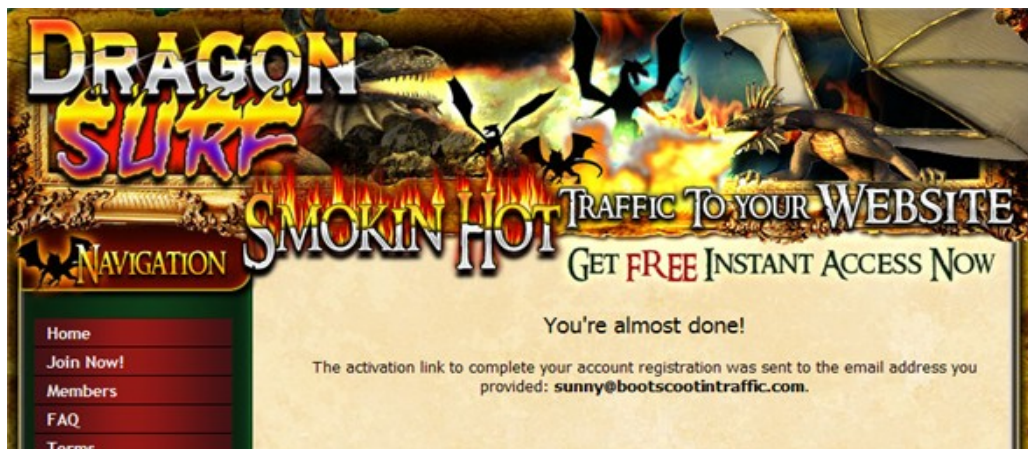 DRAGON
SURF
SMOKIN HOT TRAFFIC TO YOUR WEBSITE
NAVIGATION
GET FREE INSTANT ACCESS NOW
Home
Join Now!
Members
FAQ
Terms
You're almost done!
The activation link to complete your account registration was sent to the email address you
provided: sunny@bootscootintraffic.com.